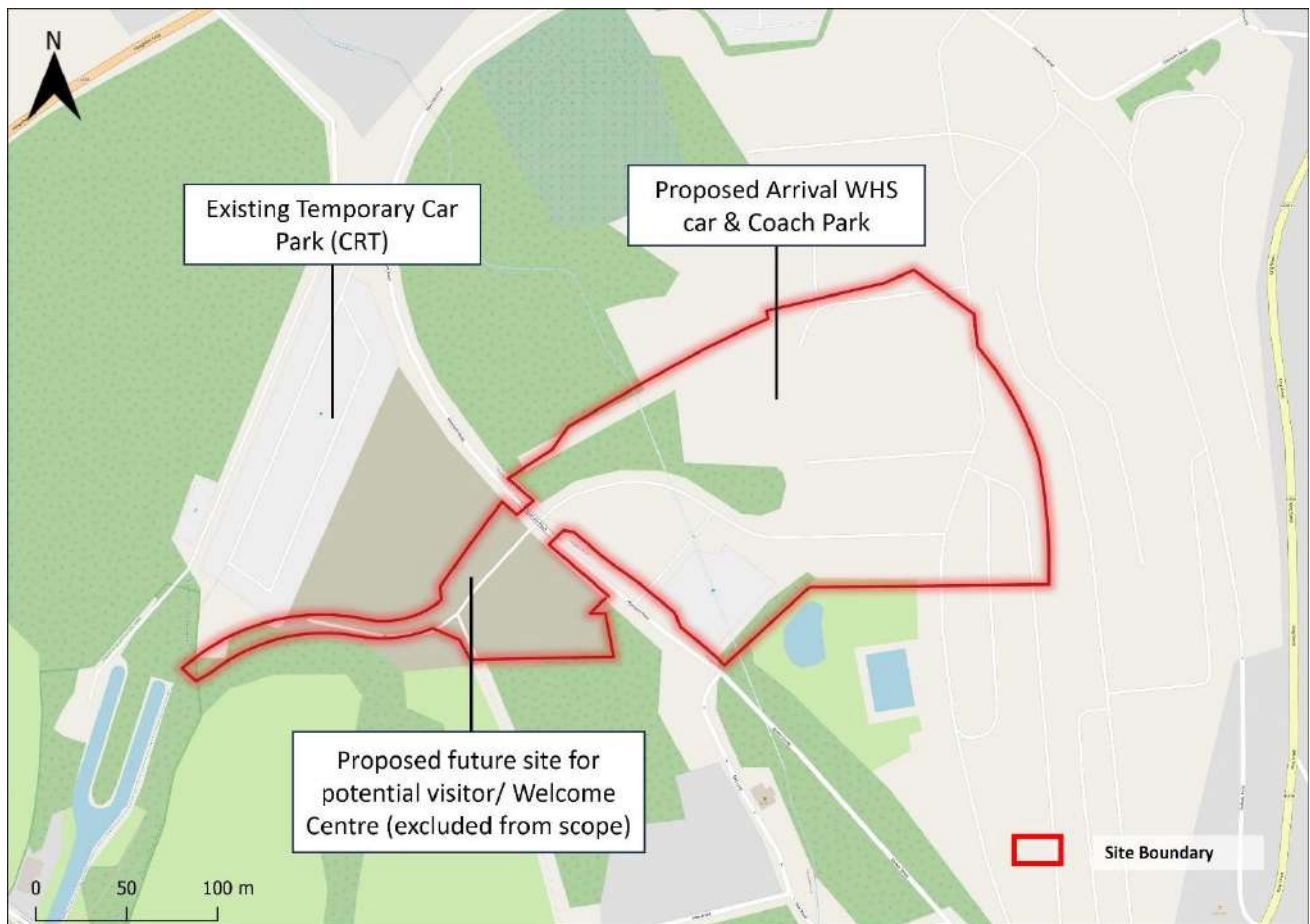 N
Existing Temporary Car
Park (CRT)
Proposed Arrival WHS
car & Coach Park
Proposed future site for
potential visitor/ Welcome
Centre (excluded from scope)
Site Boundary
0 50 100 m